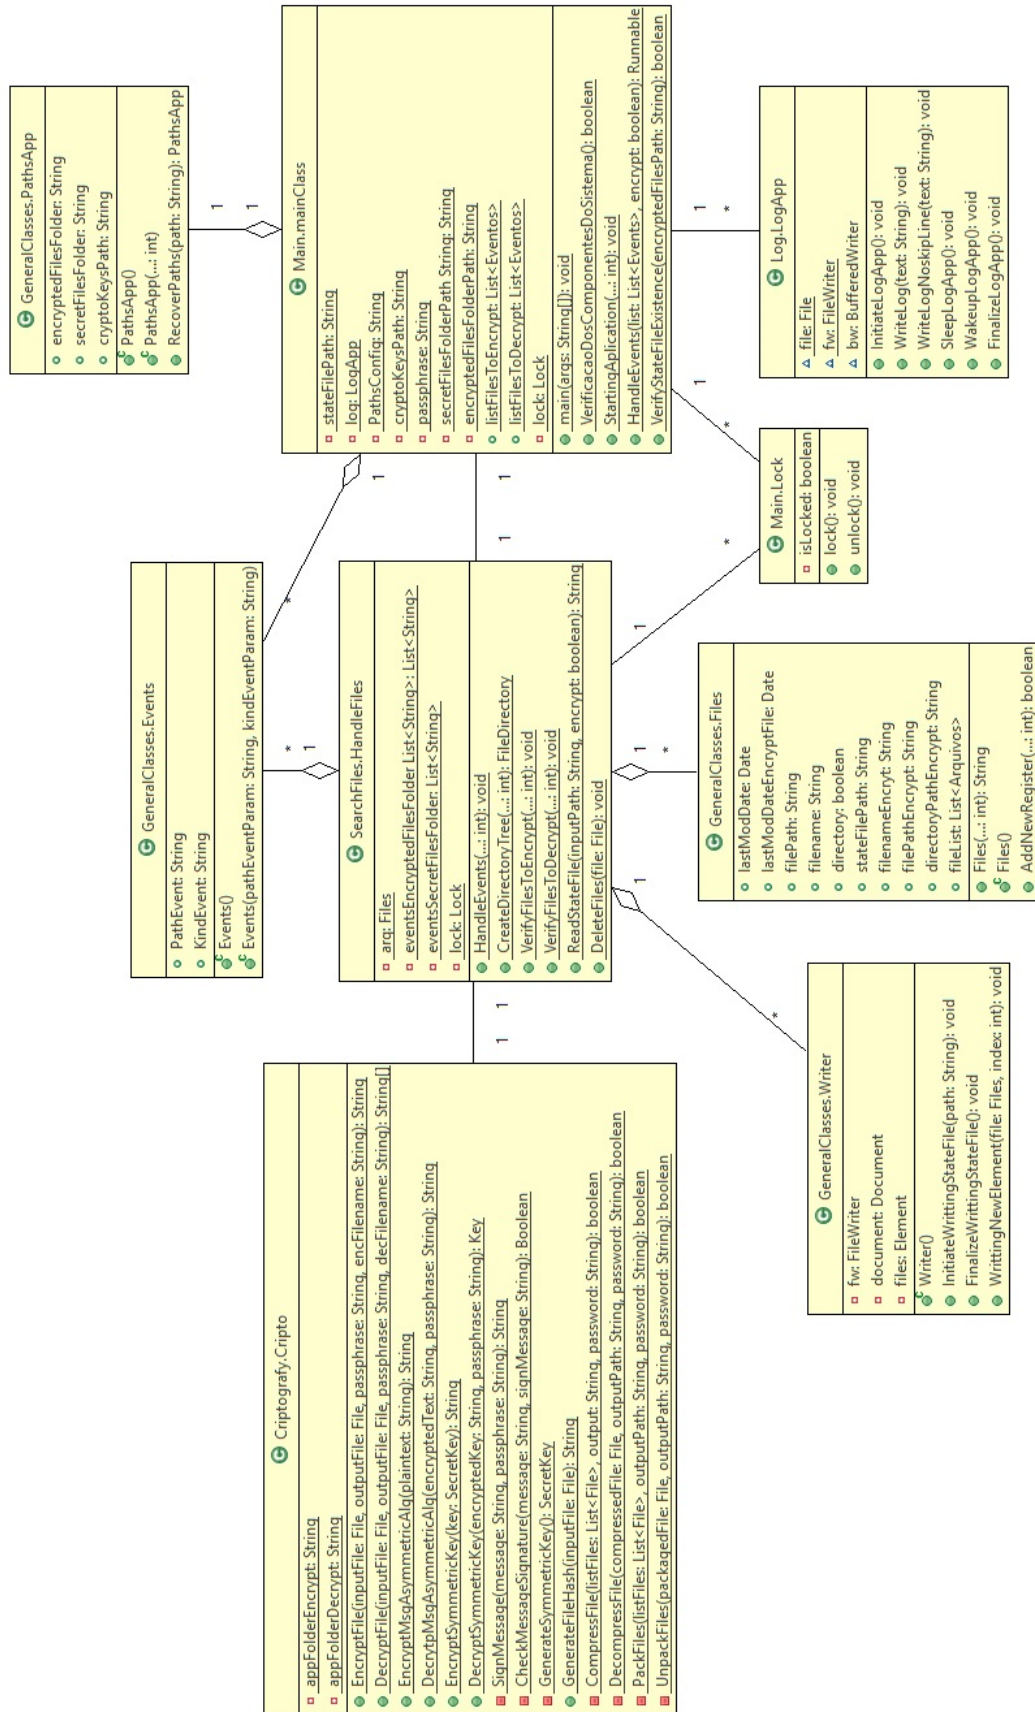 GeneralClasses.PathsApp
encryptedFilesFolder: String
secretFilesFolder: String
cryptoKeysPath: String
PathsApp()
PathsApp(...: int)
RecoverPaths(path: String): PathsApp
1
1
Main.mainClass
stateFilePath: String
log: LogApp
PathsConfig: String
cryptoKeysPath: String
passphrase: String
secretFilesFolderPath String: String
encryptedFilesFolderPath: String
listFilesToEncrypt: List<Eventos>
listFilesToDecrypt: List<Eventos>
lock: Lock
main(args: String[]): void
VerificacaoDosComponentesDoSistema(): boolean
StartingAplication(...: int): void
HandleEvents(list: List<Events>, encrypt: boolean): Runnable
VerifyStateFileExistence(encryptedFilesPath: String): boolean
1
*
Log.LogApp
file: File
fw: FileWriter
bw: BufferedWriter
InitiateLogApp(): void
WriteLog(text: String): void
WriteLogNoskipLine(text: String): void
SleepLogApp(): void
WakeupLogApp(): void
FinalizeLogApp(): void
1
*
1
*
Main.Lock
isLocked: boolean
lock(): void
unlock(): void
*
1
1
1
GeneralClasses.Events
PathEvent: String
KindEvent: String
Events()
Events(pathEventParam: String, kindEventParam: String)
*
1
SearchFiles.HandleFiles
arq: Files
eventsEncryptedFilesFolder List<String>: List<String>
eventsSecretFilesFolder: List<String>
lock: Lock
HandleEvents(...: int): void
CreateDirectoryTree(...: int): FileDirectory
VerifyFilesToEncrypt(...: int): void
VerifyFilesToDecrypt(...: int): void
ReadStateFile(inputPath: String, encrypt: boolean): String
DeleteFiles(file: File): void
1
*
GeneralClasses.Files
lastModDate: Date
lastModDateEncryptFile: Date
filePath: String
filename: String
directory: boolean
statePath: String
filenameEncryt: String
filePathEncrypt: String
directoryPathEncrypt: String
fileList: List<Arquivos>
Files(...: int): String
Files()
AddNewRegister(...: int): boolean
1
*
GeneralClasses.Writer
fw: FileWriter
document: Document
files: Element
Writer()
InitiateWrittingStateFile(path: String): void
FinalizeWrittingStateFile(): void
WrittingNewElement(file: Files, index: int): void
1
1
Criptografy.Cripto
appFolderEncrypt: String
appFolderDecrypt: String
EncryptFile(inputFile: File, outputFile: File, passphrase: String, encFilename: String): String
DecryptFile(inputFile: File, outputFile: File, passphrase: String, decFilename: String): String[]
EncryptMsgAsymmetricAlg(plaintext: String): String
DecrytpMsgAsymmetricAlg(encryptedText: String, passphrase: String): String
EncryptSymmetricKey(key: SecretKey): String
DecryptSymmetricKey(encryptedKey: String, passphrase: String): Key
SignMessage(message: String, passphrase: String): String
CheckMessageSignature(message: String, signMessage: String): Boolean
GenerateSymmetricKey(): SecretKey
GenerateFileHash(inputFile: File): String
CompressFile(listFiles: List<File>, output: String, password: String): boolean
DecompressFile(compressedFile: File, outputPath: String, password: String): boolean
PackFiles(listFiles: List<File>, outputPath: String, password: String): boolean
UnpackFiles(packagedFile: File, outputPath: String, password: String): boolean